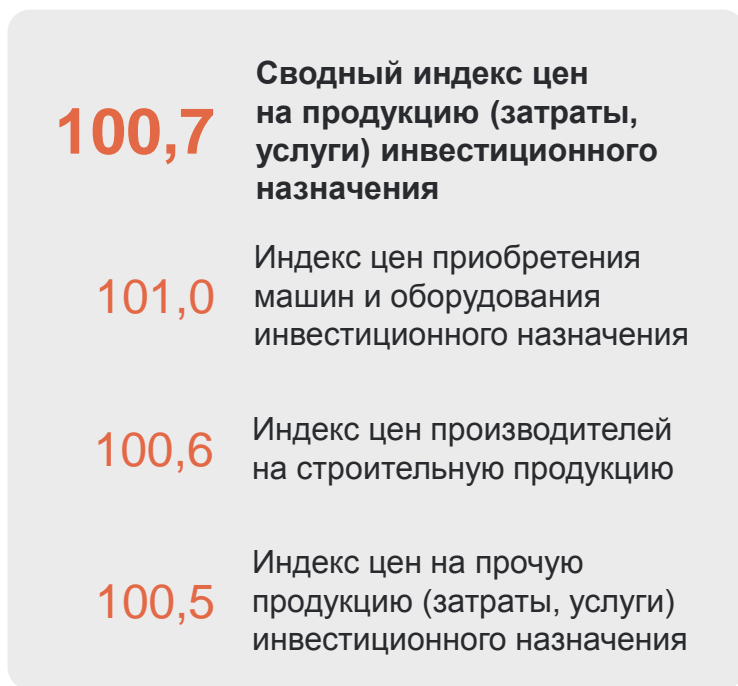 100,7
Сводный индекс цен
на продукцию (затраты,
услуги) инвестиционного
назначения
101,0
Индекс цен приобретения
машин и оборудования
инвестиционного назначения
100,6
Индекс цен производителей
на строительную продукцию
100,5
Индекс цен на прочую
продукцию (затраты, услуги)
инвестиционного назначения